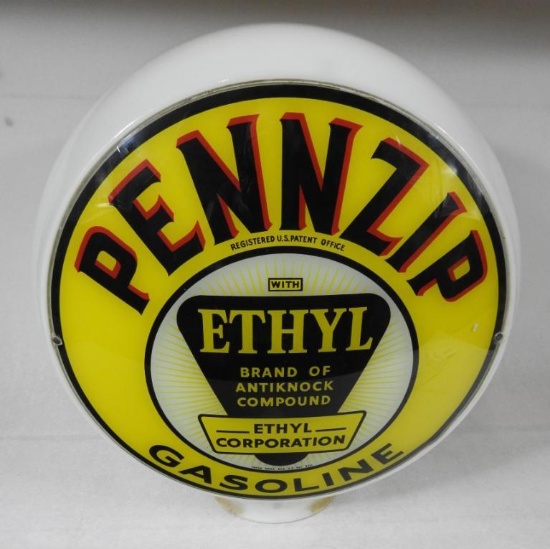 PENNZIP
REGISTERED U.S. PATENT OFFICE
WITH
ETHYL
BRAND OF
ANTIKNOCK
COMPOUND
ETHYL
CORPORATION
GASOLINE